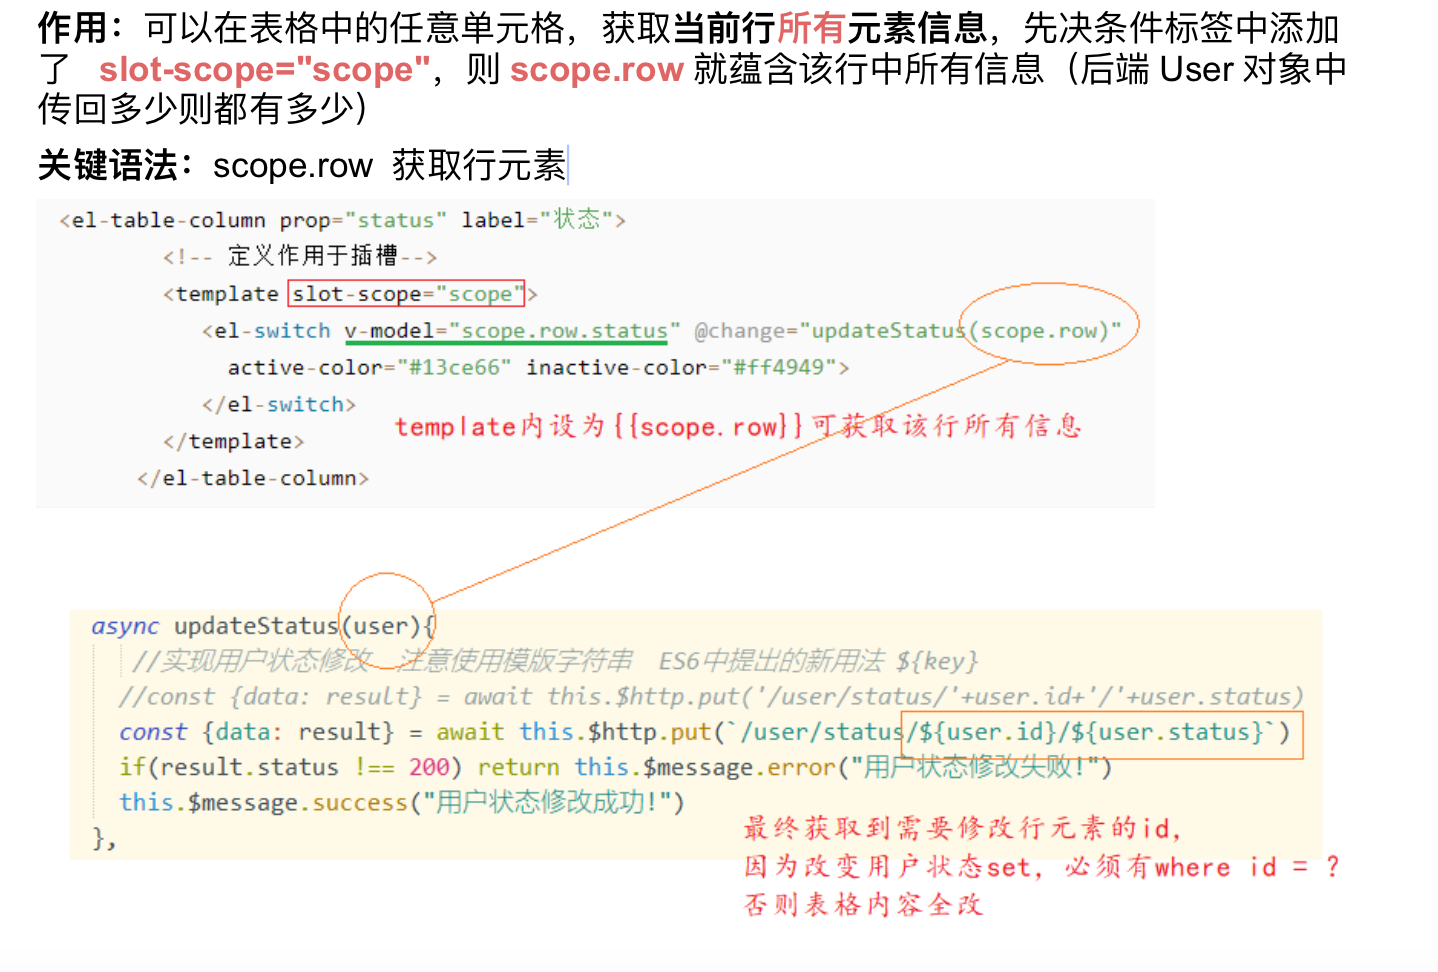 作用：可以在表格中的任意单元格，获取当前行所有元素信息，先决条件标签中添加
了 slot-scope="scope"，则 scope.row 就蕴含该行中所有信息（后端 User 对象中
传回多少则都有多少）
关键语法：scope.row 获取行元素
<el-table-column prop="status" label="状态">
<!-- 定义作用于插槽-->
<template slot-scope="scope">
<el-switch v-model="scope.row.status" @change="updateStatus(scope.row)"
active-color="#13ce66" inactive-color="#ff4949">
</el-switch>
template内设为{{scope.row}}可获取该行所有信息
</template>
</el-table-column>
async updateStatus(user){
//实现用户状态修改 注意使用模版字符串 ES6中提出的新用法 ${key}
//const {data: result} = await this.$http.put('/user/status/'+user.id+'/'+user.status)
const {data: result} = await this.$http.put(`/user/status/${user.id}/${user.status}`)
if(result.status !== 200) return this.$message.error("用户状态修改失败!")
this.$message.success("用户状态修改成功!")
},
最终获取到需要修改行元素的id，
因为改变用户状态set，必须有where id = ？
否则表格内容全改